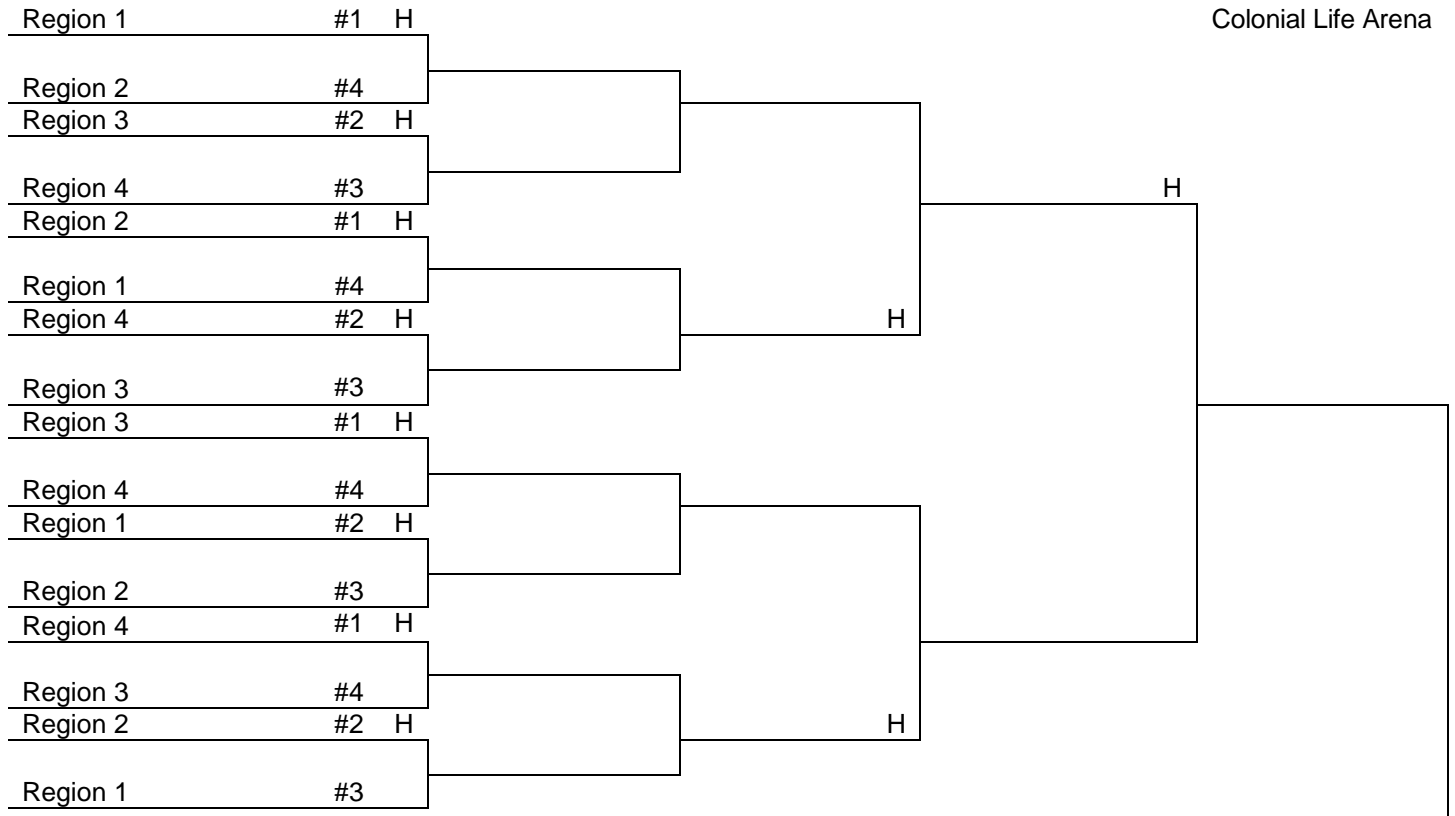 Region 1 #1 H Colonial Life Arena
Region 2 #4
Region 3 #2 H
Region 4 #3 H
Region 2 #1 H
Region 1 #4
Region 4 #2 H H
Region 3 #3
Region 3 #1 H
Region 4 #4
Region 1 #2 H
Region 2 #3
Region 4 #1 H
Region 3 #4
Region 2 #2 H H
Region 1 #3